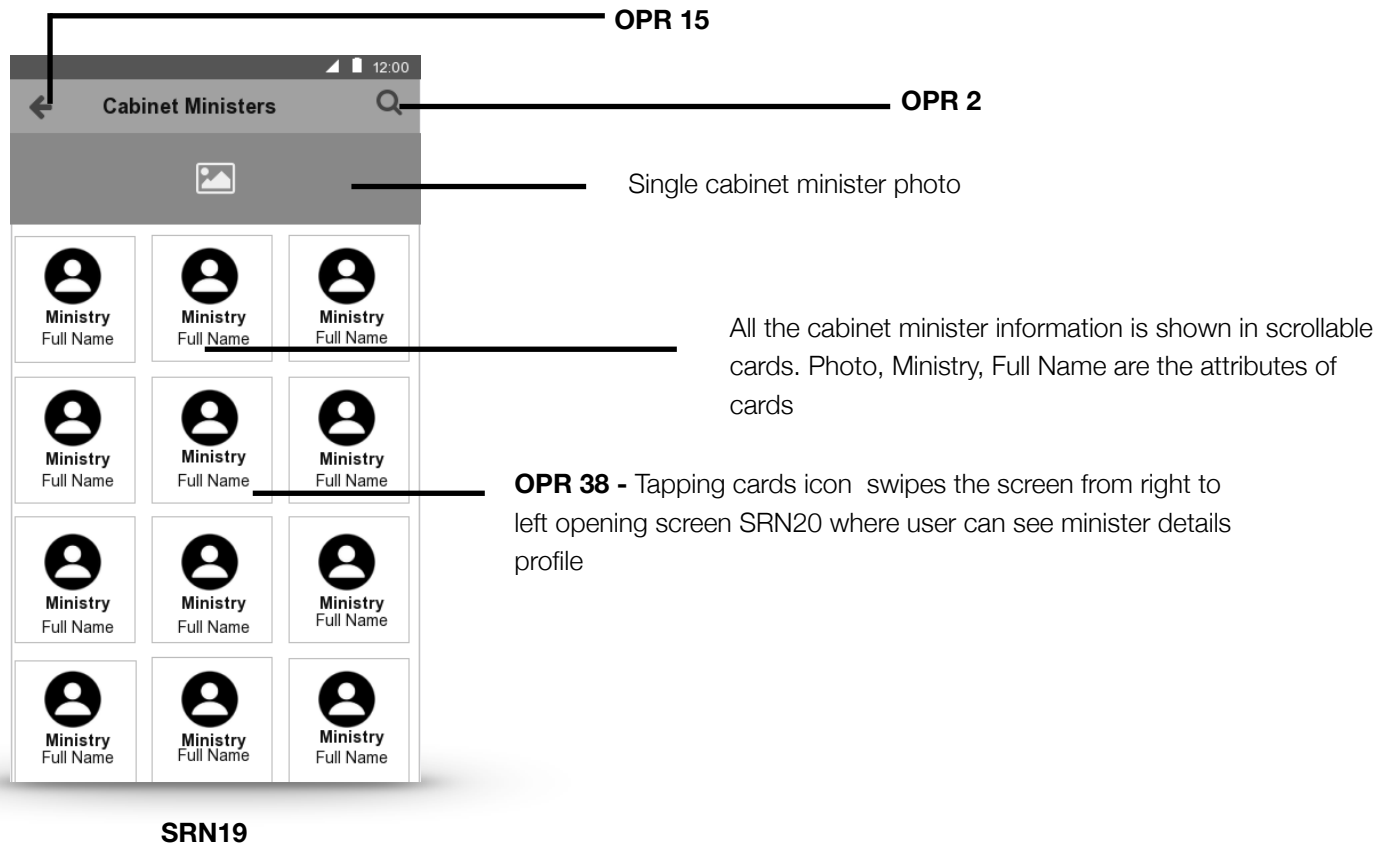 OPR 15
12:00
Cabinet Ministers
OPR 2
Single cabinet minister photo
Ministry Ministry Ministry
Full Name Full Name Full Name
All the cabinet minister information is shown in scrollable
cards. Photo, Ministry, Full Name are the attributes of
cards
Ministry Ministry Ministry
Full Name Full Name Full Name
OPR 38 - Tapping cards icon swipes the screen from right to
left opening screen SRN20 where user can see minister details
profile
Ministry Ministry Ministry
Full Name Full Name Full Name
Ministry Ministry Ministry
Full Name Full Name Full Name
SRN19